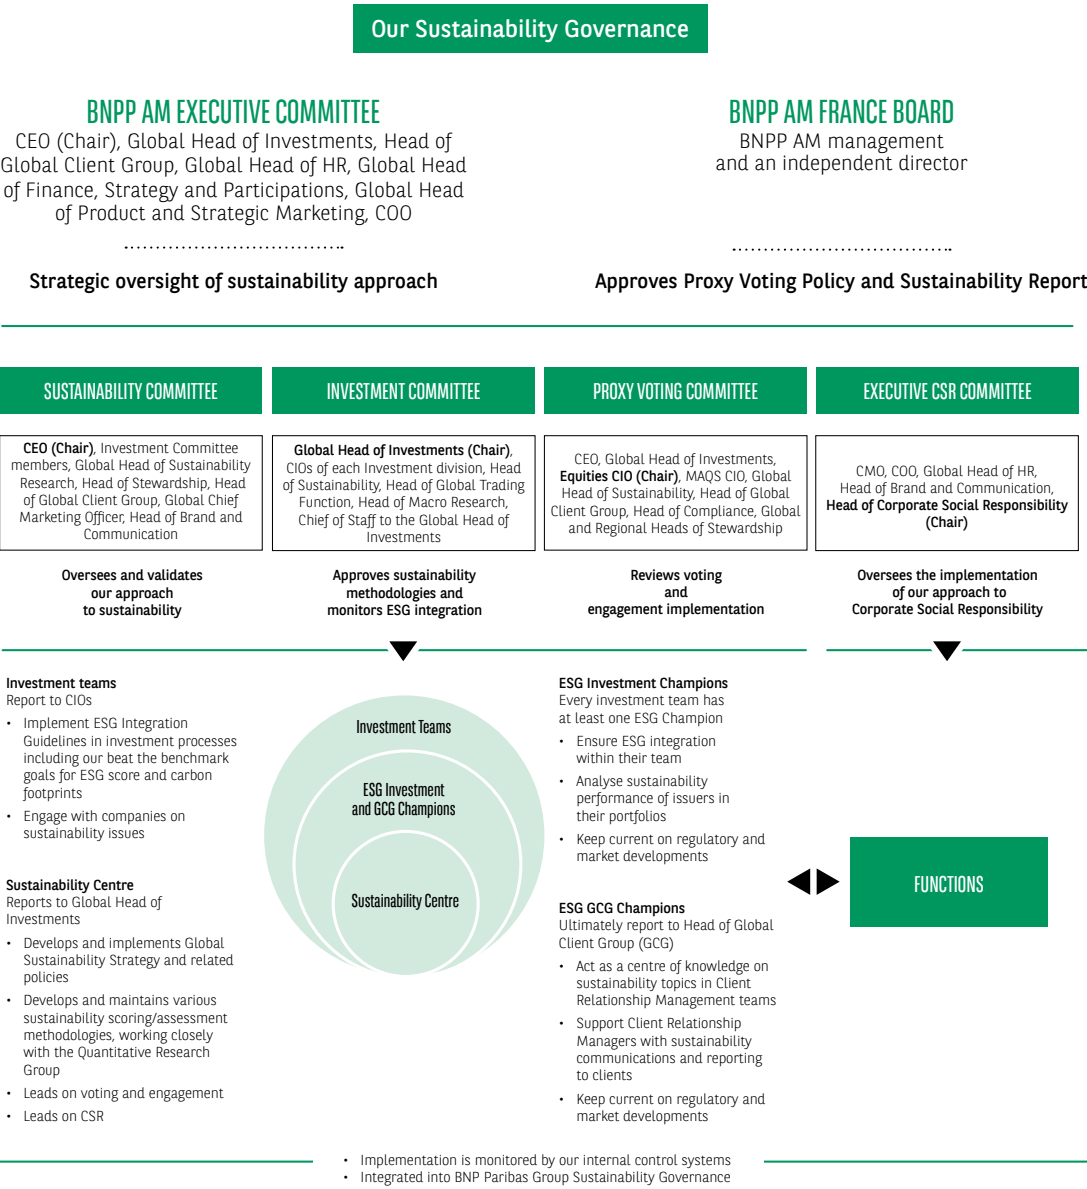 Our Sustainability Governance
BNPP AM EXECUTIVE COMMITTEE
CEO (Chair), Global Head of Investments, Head of
Global Client Group, Global Head of HR, Global Head
of Finance, Strategy and Participations, Global Head
of Product and Strategic Marketing, COO
Strategic oversight of sustainability approach
BNPP AM FRANCE BOARD
BNPP AM management
and an independent director
Approves Proxy Voting Policy and Sustainability Report
SUSTAINABILITY COMMITTEE
CEO (Chair), Investment Committee
members, Global Head of Sustainability
Research, Head of Stewardship, Head
of Global Client Group, Global Chief
Marketing Officer, Head of Brand and
Communication
Oversees and validates
our approach
to sustainability
INVESTMENT COMMITTEE
Global Head of Investments (Chair),
CIOs of each Investment division, Head
of Sustainability, Head of Global Trading
Function, Head of Macro Research,
Chief of Staff to the Global Head of
Investments
Approves sustainability
methodologies and
monitors ESG integration
PROXY VOTING COMMITTEE
CEO, Global Head of Investments,
Equities CIO (Chair), MAQS CIO, Global
Head of Sustainability, Head of Global
Client Group, Head of Compliance, Global
and Regional Heads of Stewardship
Reviews voting
and
engagement implementation
EXECUTIVE CSR COMMITTEE
CMO, COO, Global Head of HR,
Head of Brand and Communication,
Head of Corporate Social Responsibility
(Chair)
Oversees the implementation
of our approach to
Corporate Social Responsibility
Investment teams
Report to CIOs
• Implement ESG Integration
Guidelines in investment processes
including our beat the benchmark
goals for ESG score and carbon
footprints
• Engage with companies on
sustainability issues
Sustainability Centre
Reports to Global Head of
Investments
• Develops and implements Global
Sustainability Strategy and related
policies
• Develops and maintains various
sustainability scoring/assessment
methodologies, working closely
with the Quantitative Research
Group
• Leads on voting and engagement
• Leads on CSR
Investment Teams
ESG Investment
and GCG Champions
Sustainability Centre
ESG Investment Champions
Every investment team has
at least one ESG Champion
• Ensure ESG integration
within their team
• Analyse sustainability
performance of issuers in
their portfolios
• Keep current on regulatory and
market developments
ESG GCG Champions
Ultimately report to Head of Global
Client Group (GCG)
• Act as a centre of knowledge on
sustainability topics in Client
Relationship Management teams
• Support Client Relationship
Managers with sustainability
communications and reporting
to clients
• Keep current on regulatory and
market developments
FUNCTIONS
• Implementation is monitored by our internal control systems
• Integrated into BNP Paribas Group Sustainability Governance